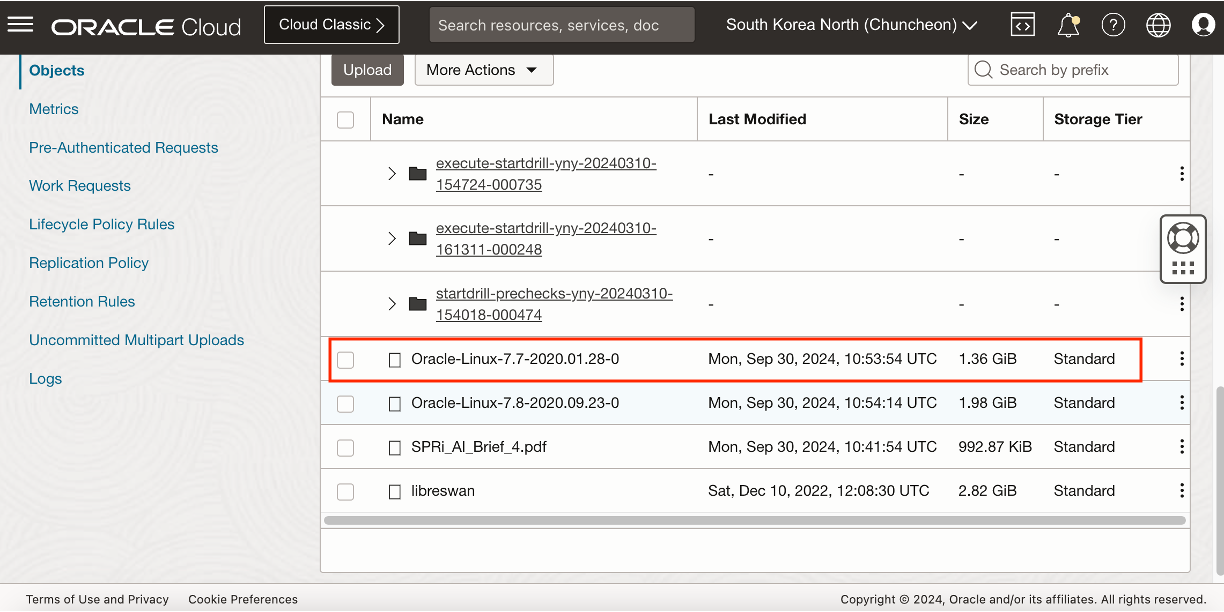 ORACLE Cloud
Cloud Classic
Search resources, services, doc
South Korea North (Chuncheon)
Objects
Metrics
Pre-Authenticated Requests
Work Requests
Lifecycle Policy Rules
Replication Policy
Retention Rules
Uncommitted Multipart Uploads
Logs
Upload
More Actions
Search by prefix
Name Last Modified Size Storage Tier
execute-startdrill-yny-20240310-
154724-000735
- - -
execute-startdrill-yny-20240310-
161311-000248
- - -
startdrill-prechecks-yny-20240310-
154018-000474
- - -
Oracle-Linux-7.7-2020.01.28-0 Mon, Sep 30, 2024, 10:53:54 UTC 1.36 GiB Standard
Oracle-Linux-7.8-2020.09.23-0 Mon, Sep 30, 2024, 10:54:14 UTC 1.98 GiB Standard
SPRi_AI_Brief_4.pdf Mon, Sep 30, 2024, 10:41:54 UTC 992.87 KiB Standard
libreswan Sat, Dec 10, 2022, 12:08:30 UTC 2.82 GiB Standard
Terms of Use and Privacy Cookie Preferences
Copyright © 2024, Oracle and/or its affiliates. All rights reserved.